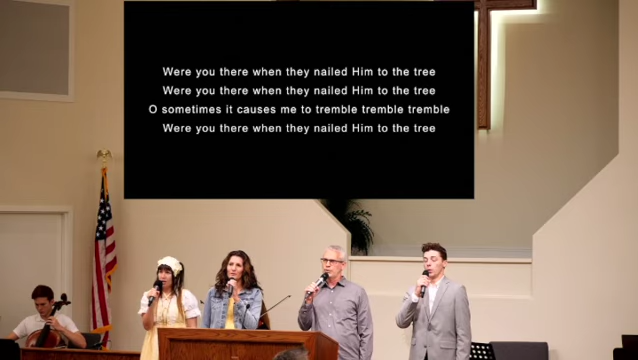 Were you there when they nailed Him to the tree
Were you there when they nailed Him to the tree
O sometimes it causes me to tremble tremble tremble
Were you there when they nailed Him to the tree